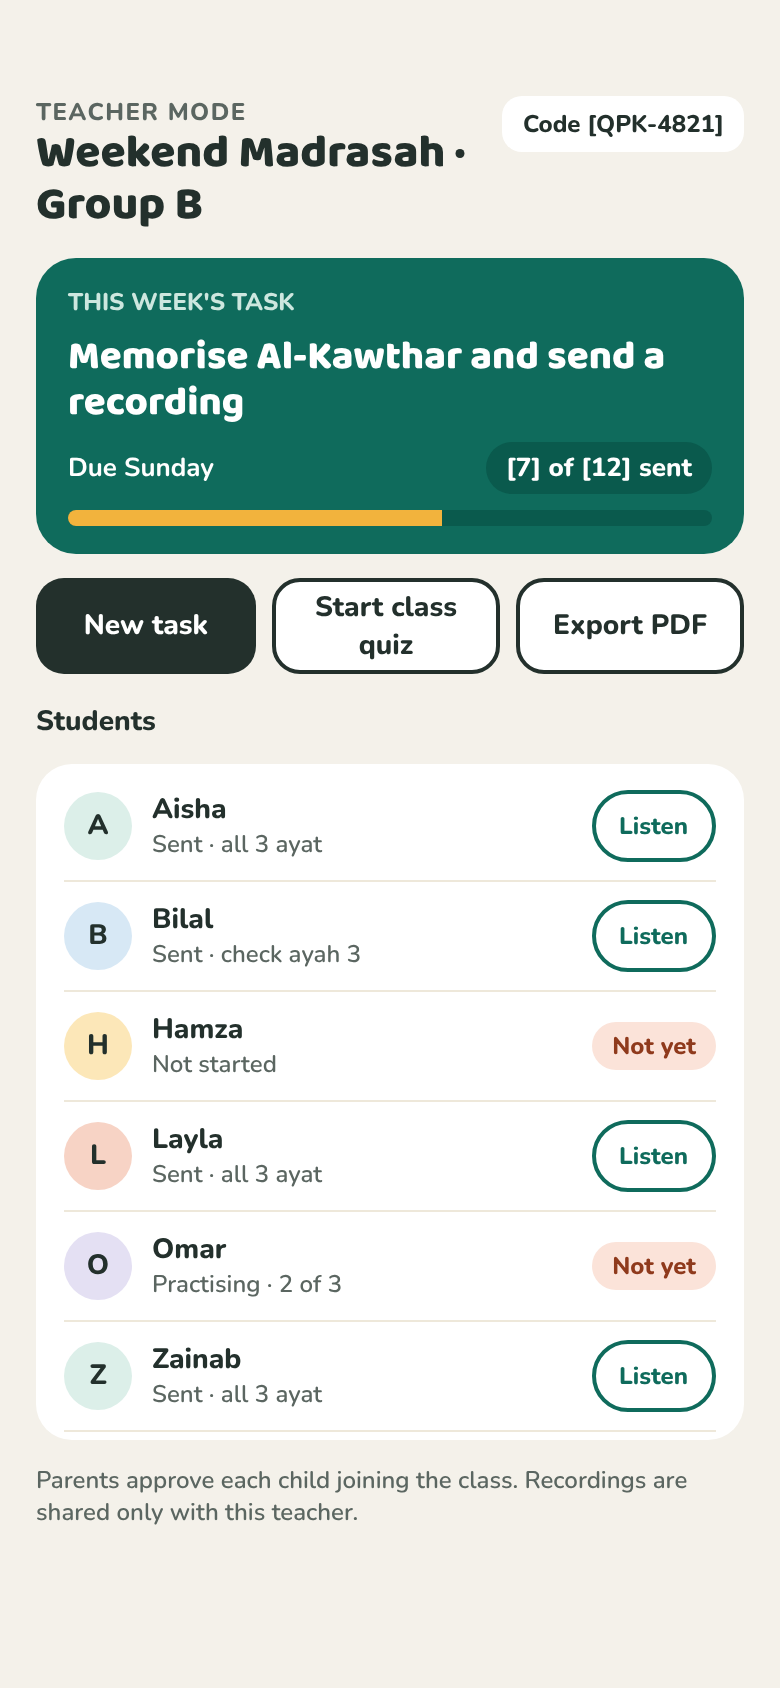 TEACHER MODE
Weekend Madrasah ·
Group B
Code [QPK-4821]
THIS WEEK'S TASK
Memorise Al-Kawthar and send a
recording
Due Sunday
[7] of [12] sent
New task
Start class
quiz
Export PDF
Students
A
Aisha
Sent · all 3 ayat
Listen
B
Bilal
Sent · check ayah 3
Listen
H
Hamza
Not started
Not yet
L
Layla
Sent · all 3 ayat
Listen
O
Omar
Practising · 2 of 3
Not yet
Z
Zainab
Sent · all 3 ayat
Listen
Parents approve each child joining the class. Recordings are
shared only with this teacher.